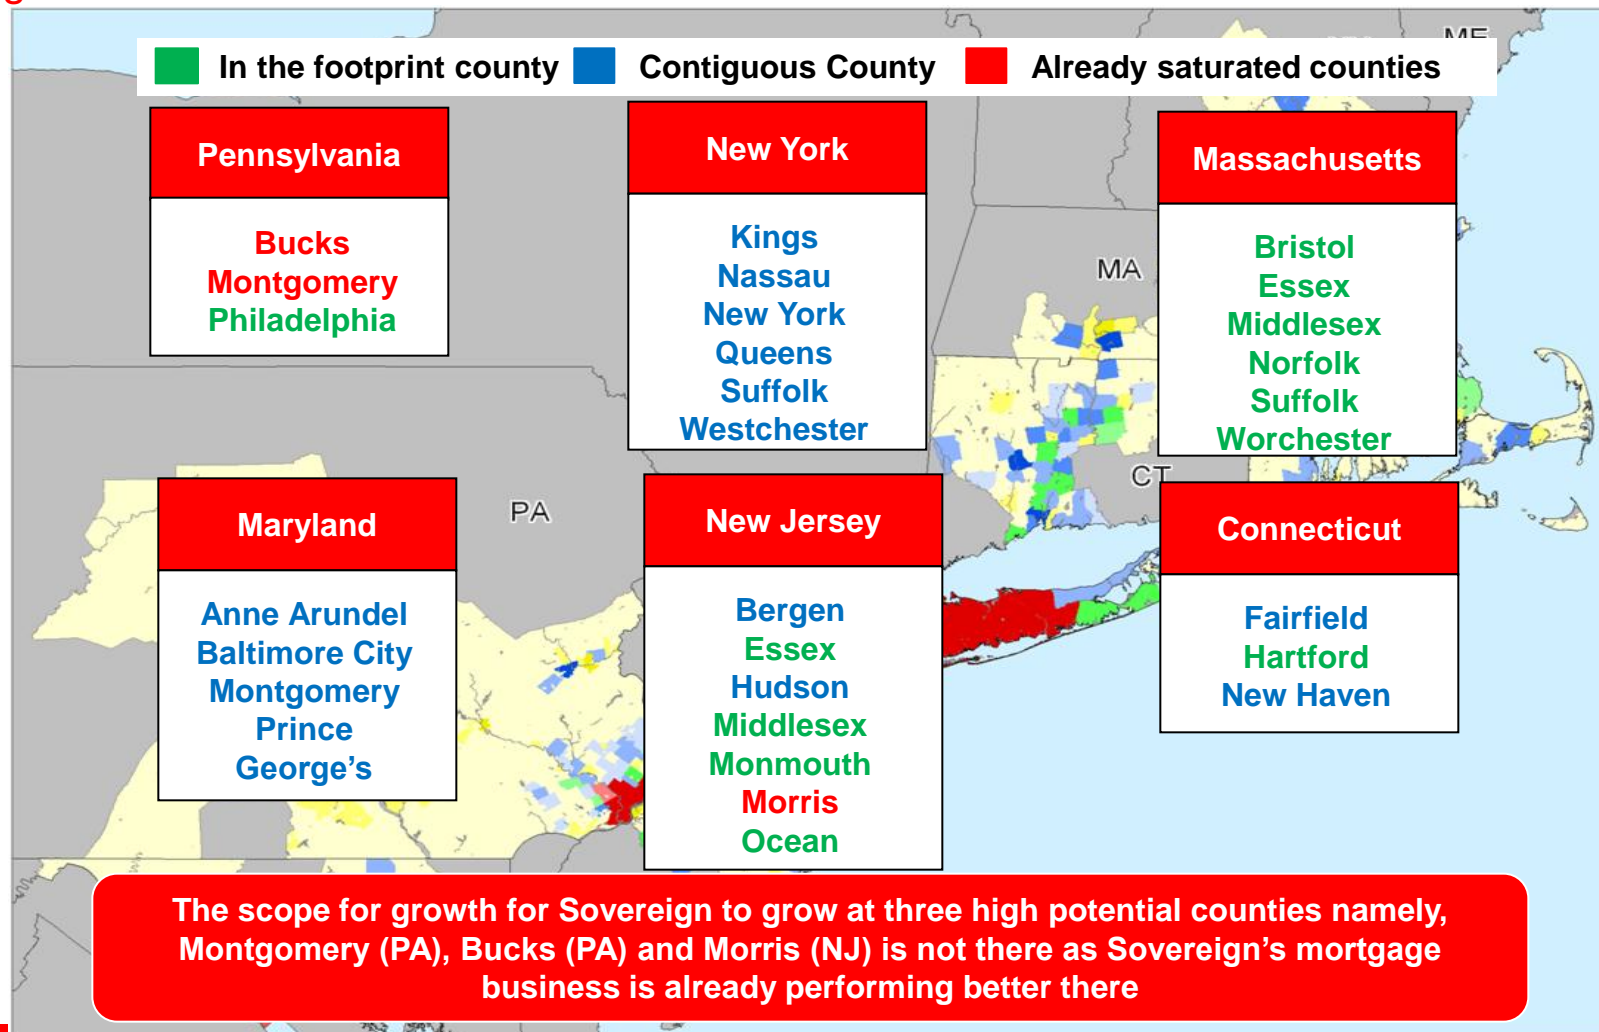 In the footprint county
Contiguous County
Already saturated counties
ME
Pennsylvania
Bucks
Montgomery
Philadelphia
New York
Kings
Nassau
New York
Queens
Suffolk
Westchester
Massachusetts
Bristol
Essex
Middlesex
Norfolk
Suffolk
Worchester
MA
CT
PA
Maryland
Anne Arundel
Baltimore City
Montgomery
Prince
George’s
New Jersey
Bergen
Essex
Hudson
Middlesex
Monmouth
Morris
Ocean
Connecticut
Fairfield
Hartford
New Haven
The scope for growth for Sovereign to grow at three high potential counties namely,
Montgomery (PA), Bucks (PA) and Morris (NJ) is not there as Sovereign’s mortgage
business is already performing better there